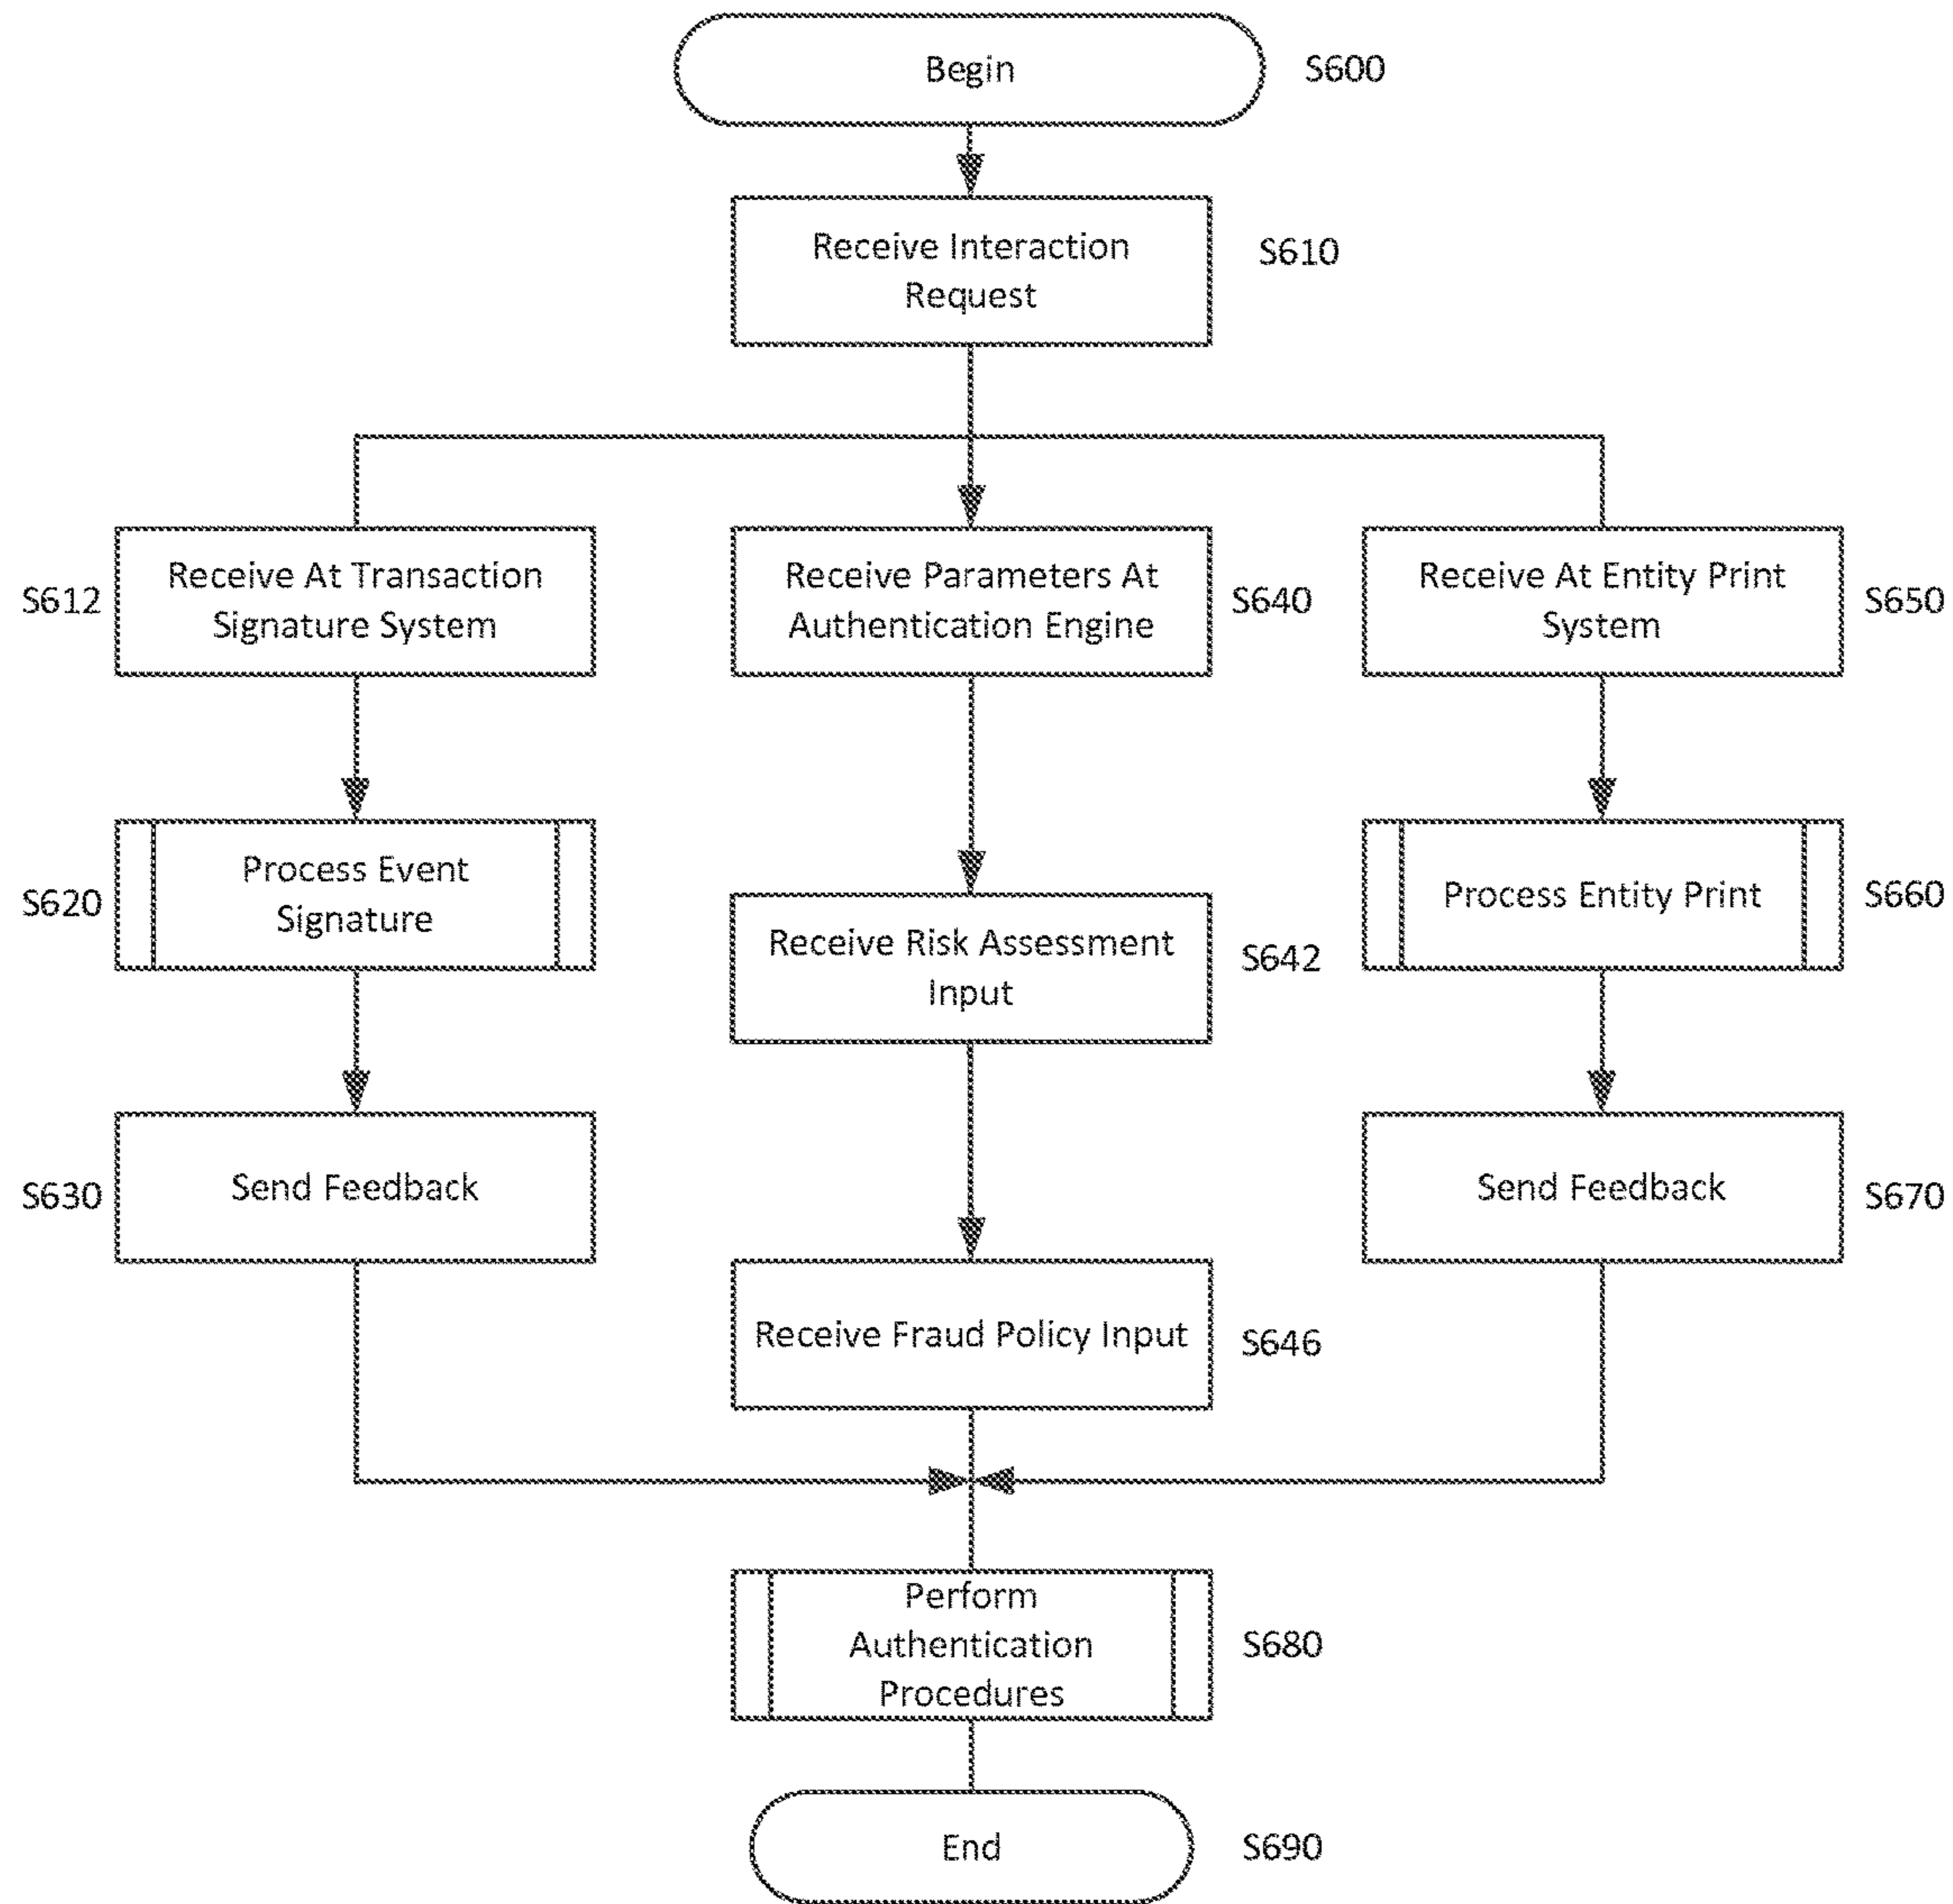 Begin
S600
Receive Interaction
Request
S610
S612
Receive At Transaction
Signature System
Receive Parameters At
Authentication Engine
S640
Receive At Entity Print
System
S650
S620
Process Event
Signature
Receive Risk Assessment
Input
S642
Process Entity Print
S660
S630
Send Feedback
Receive Fraud Policy Input
S646
Send Feedback
S670
Perform
Authentication
Procedures
S680
End
S690